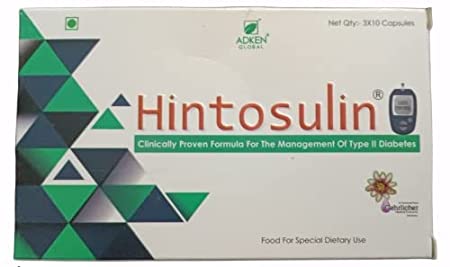 Net Qty:- 3X10 Capsules
ADKEN
GLOBAL
Hintosulin®
Clinically Proven Formula For The Management Of Type II Diabetes
Gehrlicher
Food For Special Dietary Use